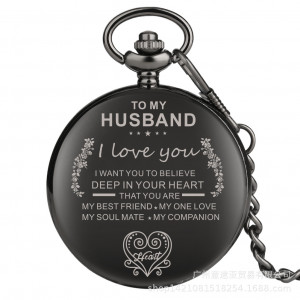 TO MY
HUSBAND
I love you
I WANT YOU TO BELIEVE
DEEP IN YOUR HEART
THAT YOU ARE
MY BEST FRIEND • MY ONE LOVE
MY SOUL MATE • MY COMPANION
Heart